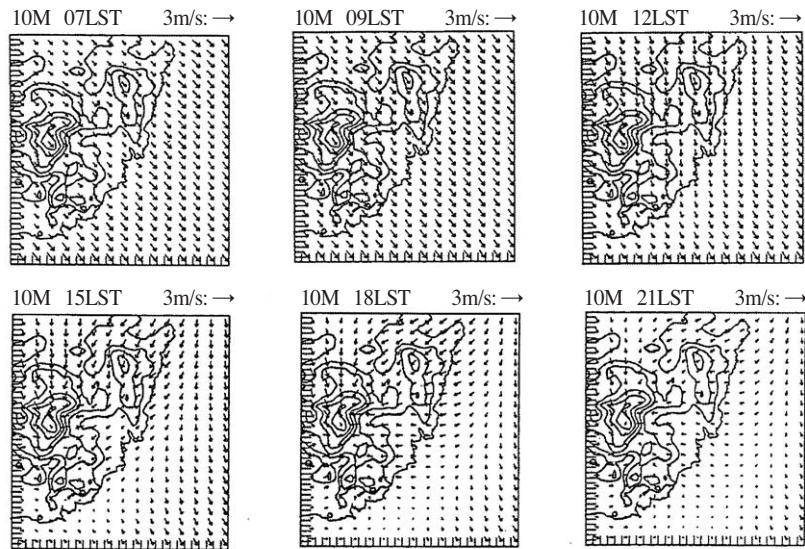 10M 07LST 3m/s: →
10M 09LST 3m/s: →
10M 12LST 3m/s: →
10M 15LST 3m/s: →
10M 18LST 3m/s: →
10M 21LST 3m/s: →